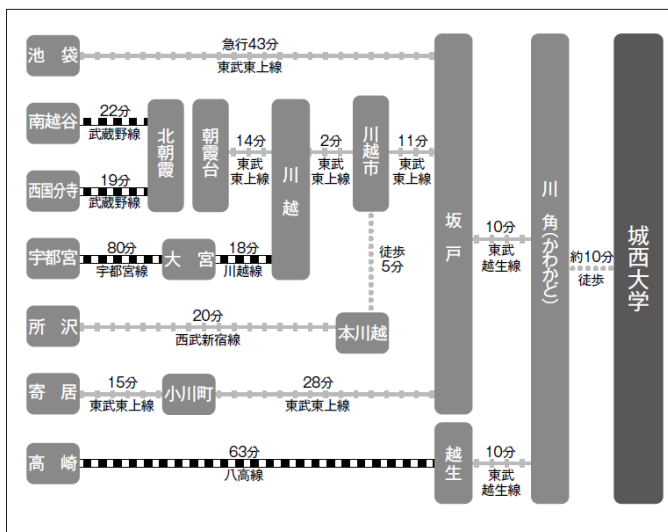 池袋
急行43分
東武東上線
南越谷
22分
武蔵野線
西国分寺
19分
武蔵野線
北朝霞
朝霞台
14分
東武
東上線
川越
2分
東武
東上線
川越市
11分
東武
東上線
宇都宮
80分
宇都宮線
大宮
18分
川越線
徒歩
5分
所沢
20分
西武新宿線
本川越
寄居
15分
東武東上線
小川町
28分
東武東上線
坂戸
10分
東武
越生線
高崎
63分
八高線
越生
10分
東武
越生線
川角(かわかど)
約10分
徒歩
城西大学